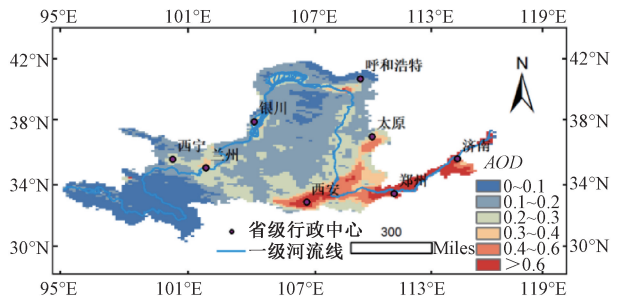 95°E 101°E 107°E 113°E 119°E
42°N 42°N
呼和浩特
N
银川
38°N 38°N
太原
西宁
济南
兰州
AOD
34°N 34°N
西安
郑州
0~0.1
0.1~0.2
0.2~0.3
0.3~0.4
0.4~0.6
>0.6
省级行政中心
300
一级河流线
Miles
30°N 30°N
95°E 101°E 107°E 113°E 119°E